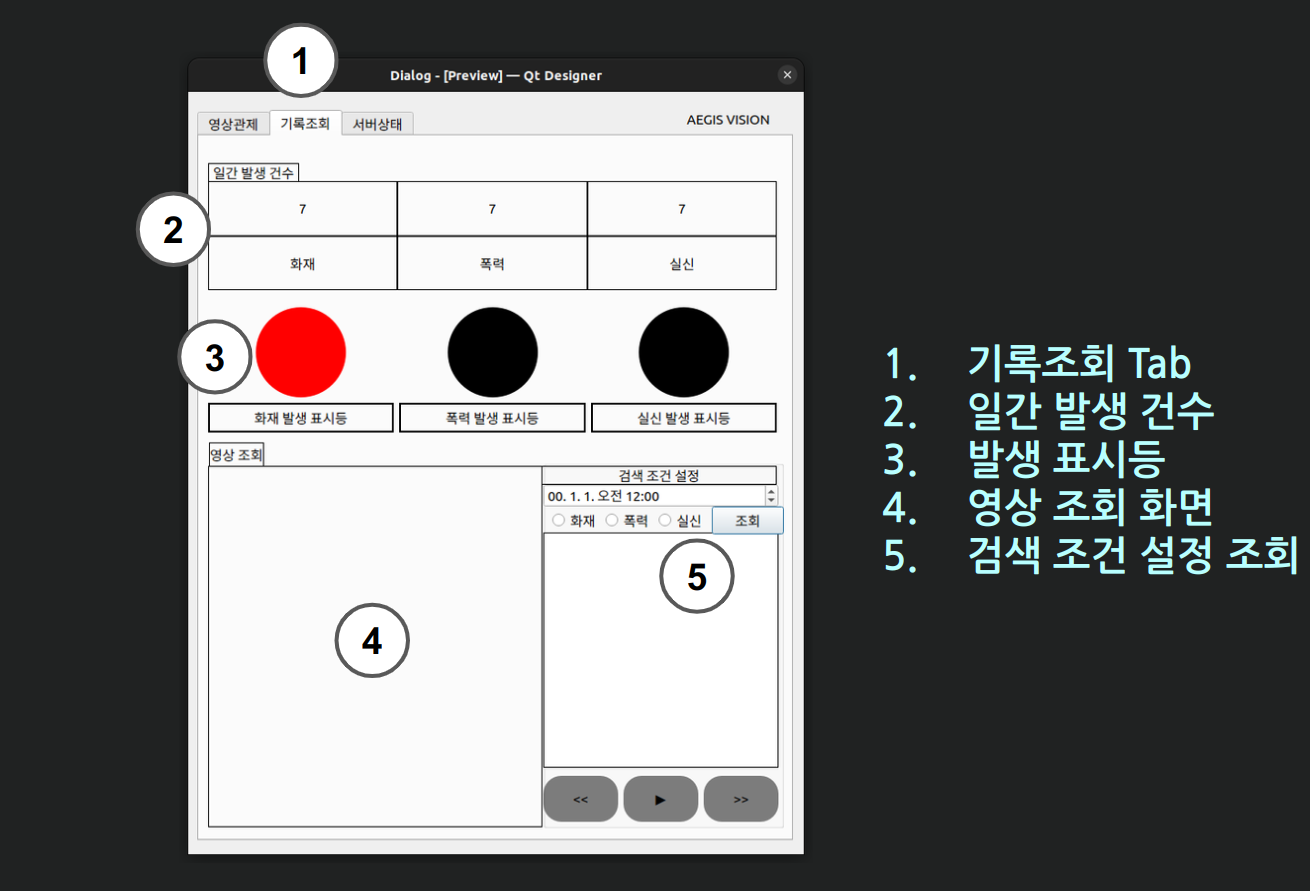 1
Dialog - [Preview] — Qt Designer
영상관제 기록조회 서버상태
AEGIS VISION
일간 발생 건수
2
7 7 7
화재 폭력 실신
3
화재 발생 표시등 폭력 발생 표시등 실신 발생 표시등
영상 조회
검색 조건 설정
00. 1. 1. 오전 12:00
화재 폭력 실신 조회
5
4
<< ▶ >>
1. 기록조회 Tab
2. 일간 발생 건수
3. 발생 표시등
4. 영상 조회 화면
5. 검색 조건 설정 조회